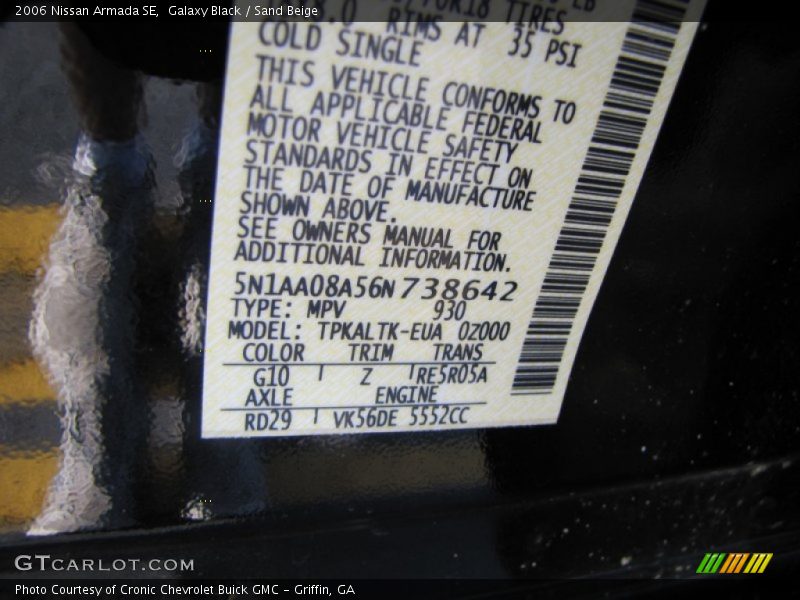 2006 Nissan Armada SE,  Galaxy Black / Sand Beige
RIMS AT 35 PSI
COLD SINGLE
THIS VEHICLE CONFORMS TO
ALL APPLICABLE FEDERAL
MOTOR VEHICLE SAFETY
STANDARDS IN EFFECT ON
THE DATE OF MANUFACTURE
SHOWN ABOVE.
SEE OWNERS MANUAL FOR
ADDITIONAL INFORMATION.
5N1AA08A56N738642
TYPE: MPV 930
MODEL: TPKALTK-EUA 0Z000
COLOR TRIM TRANS
G10 Z RE5R05A
AXLE ENGINE
RD29 VK56DE 5552CC
GTCARLOT.COM
Photo Courtesy of Cronic Chevrolet Buick GMC – Griffin, GA